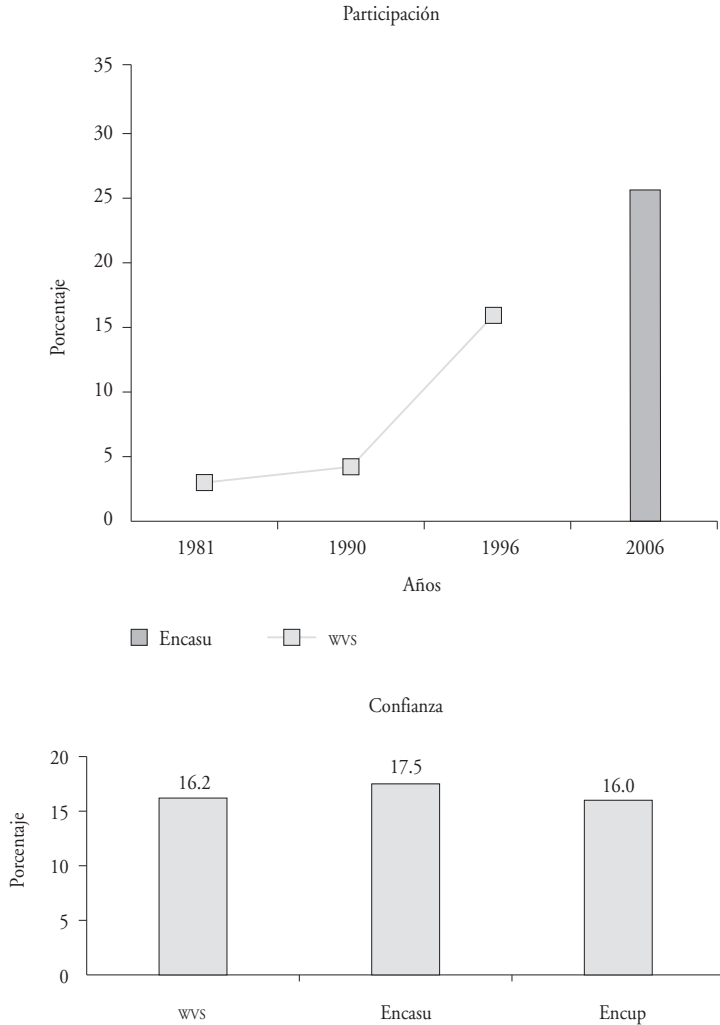 Participación
35
30
25
20
15
10
5
0
Porcentaje
1981 1990 1996 2006
Años
Encasu WVS
Confianza
20
15
10
5
0
Porcentaje
16.2 17.5 16.0
WVS Encasu Encup